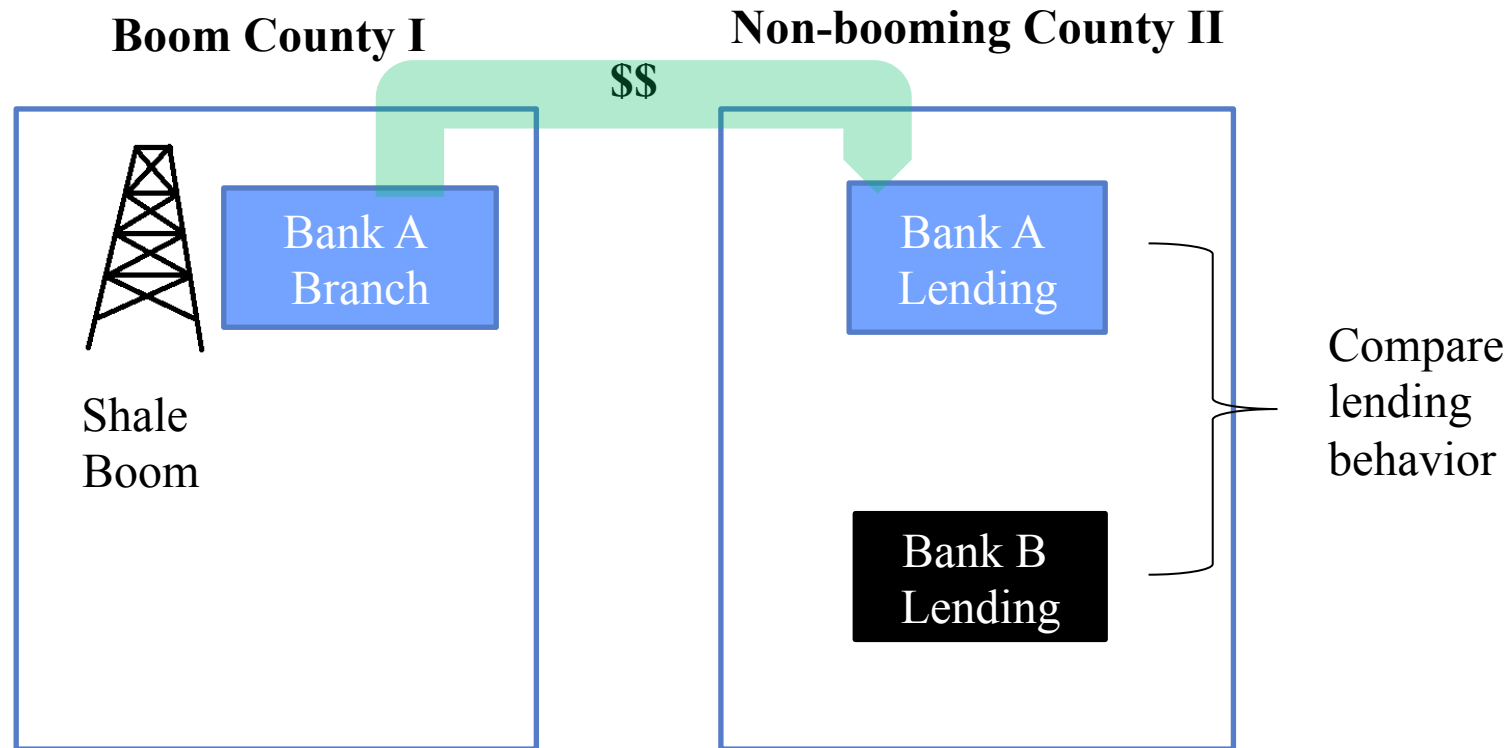 Boom County I
Non-booming County II
$$
Bank A
Branch
Shale
Boom
Bank A
Lending
Bank B
Lending
Compare
lending
behavior